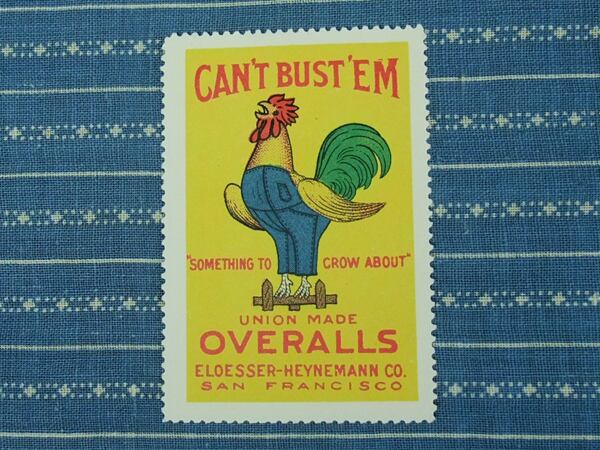 CAN'T BUST 'EM
"SOMETHING TO CROW ABOUT"
UNION MADE
OVERALLS
ELOESSER-HEYNEMANN CO.
SAN FRANCISCO